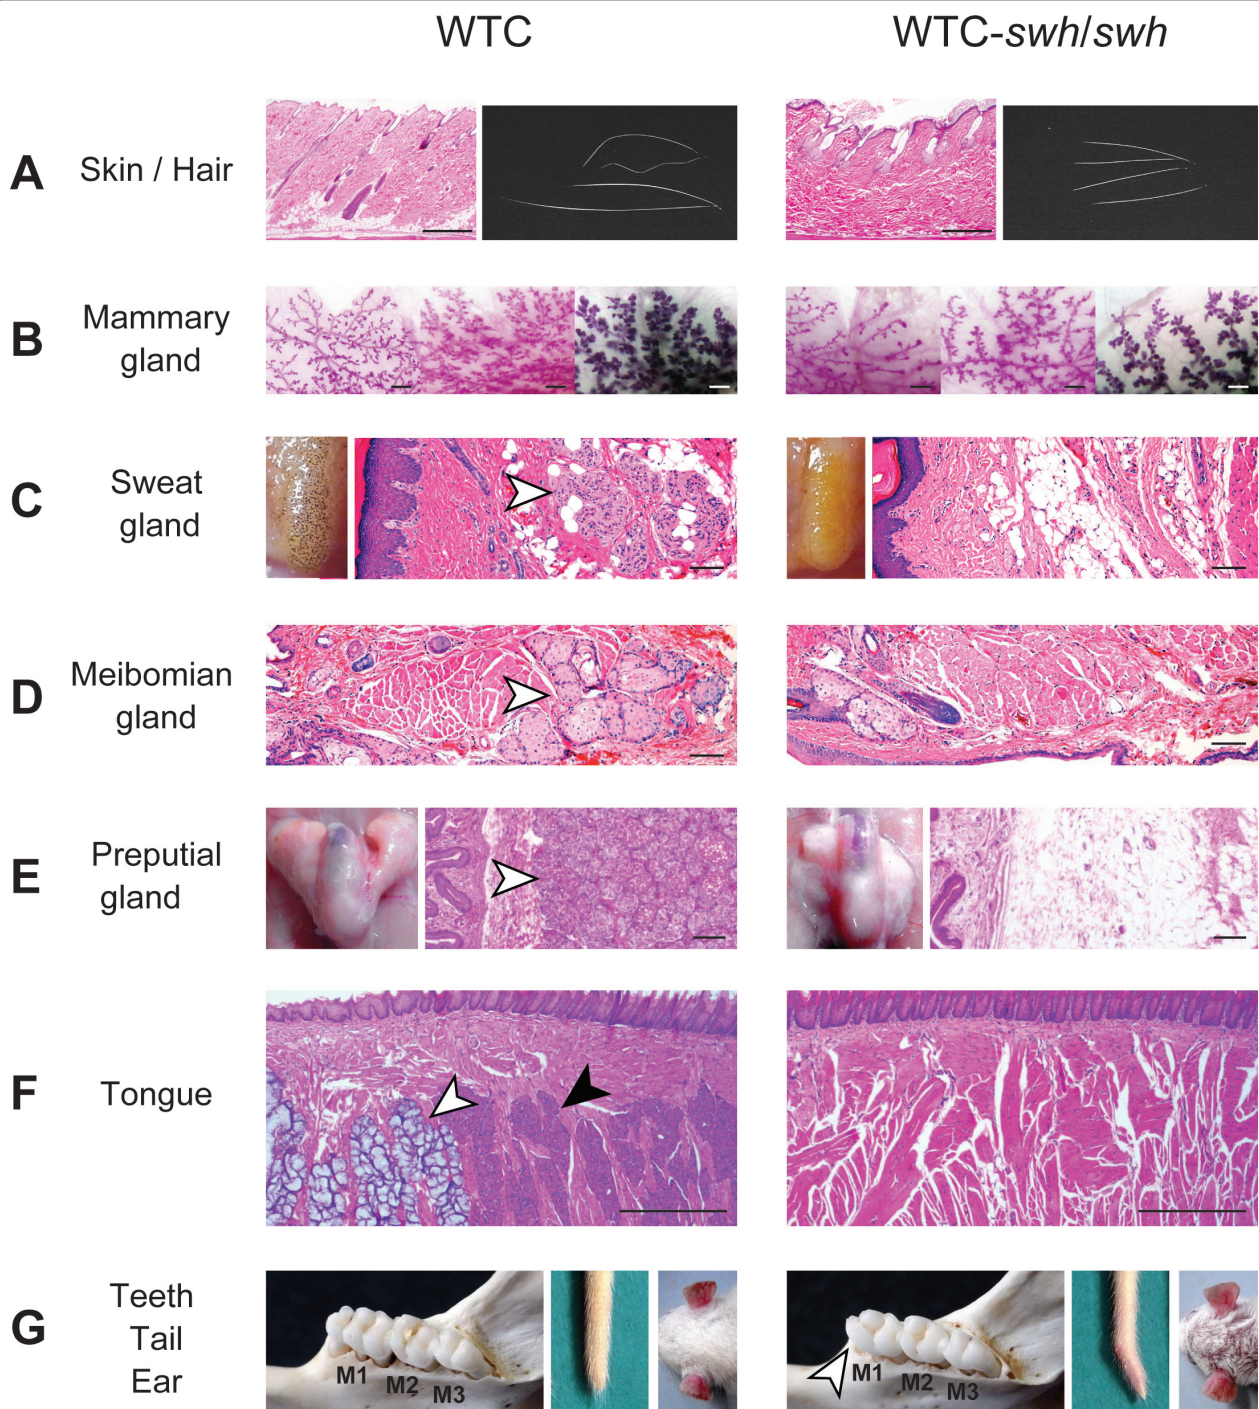 WTC WTC-swh/swh
A Skin / Hair
B Mammary
gland
C Sweat
gland
D Meibomian
gland
E Preputial
gland
F Tongue
G Teeth
Tail
Ear
M1 M2 M3 M1 M2 M3